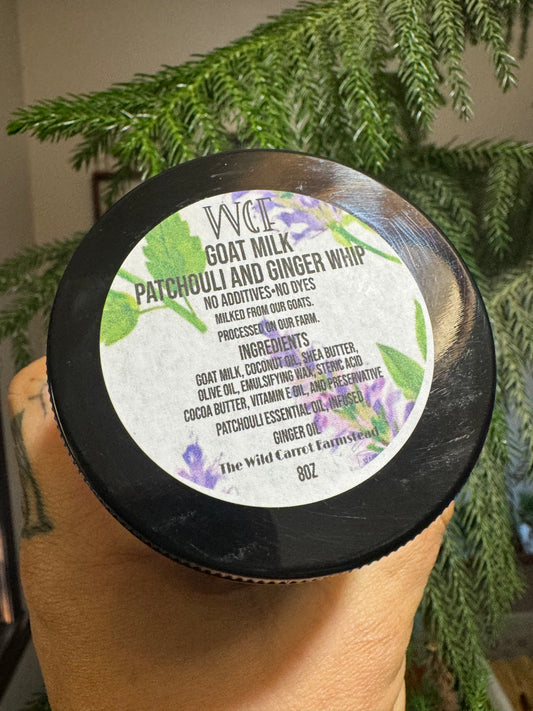 WCF
GOAT MILK
PATCHOULI AND GINGER WHIP
NO ADDITIVES•NO DYES
MILKED FROM OUR GOATS.
PROCESSED ON OUR FARM.
INGREDIENTS
GOAT MILK, COCONUT OIL, SHEA BUTTER,
OLIVE OIL, EMULSIFYING WAX, STERIC ACID
COCOA BUTTER, VITAMIN E OIL, AND PRESERVATIVE
PATCHOULI ESSENTIAL OIL, INFUSED
GINGER OIL
The Wild Carrot Farmstead
8OZ